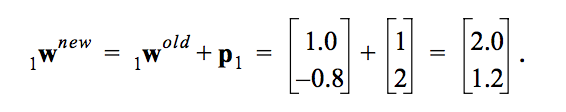 ₁w^{new} = ₁w^{old} + p₁ = [1.0; −0.8] + [1; 2] = [2.0; 1.2] .